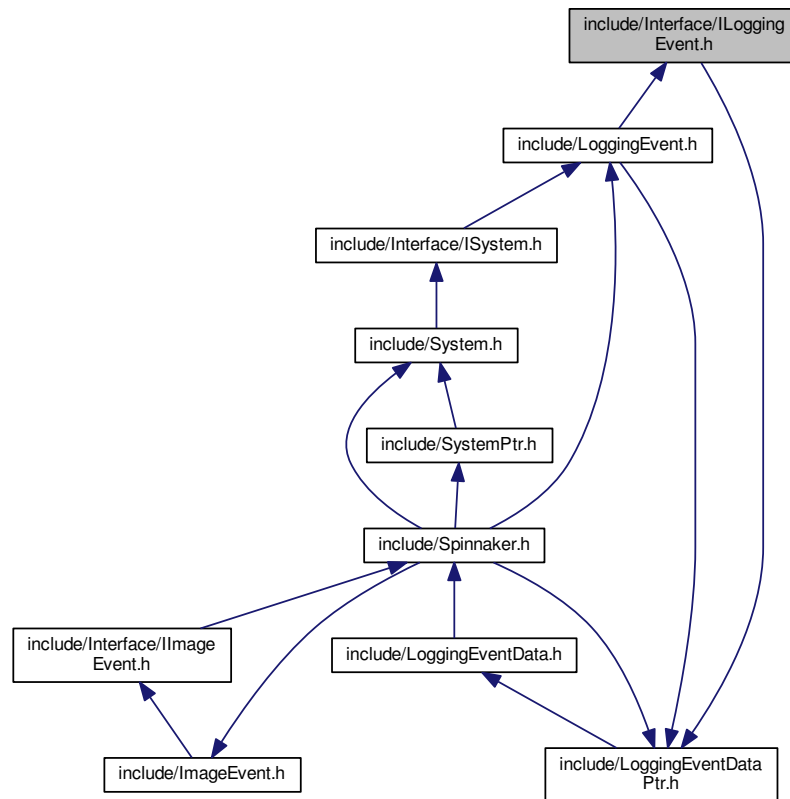 include/Interface/ILogging
Event.h
include/LoggingEvent.h
include/Interface/ISystem.h
include/System.h
include/SystemPtr.h
include/Spinnaker.h
include/Interface/IImage
Event.h
include/LoggingEventData.h
include/ImageEvent.h
include/LoggingEventData
Ptr.h